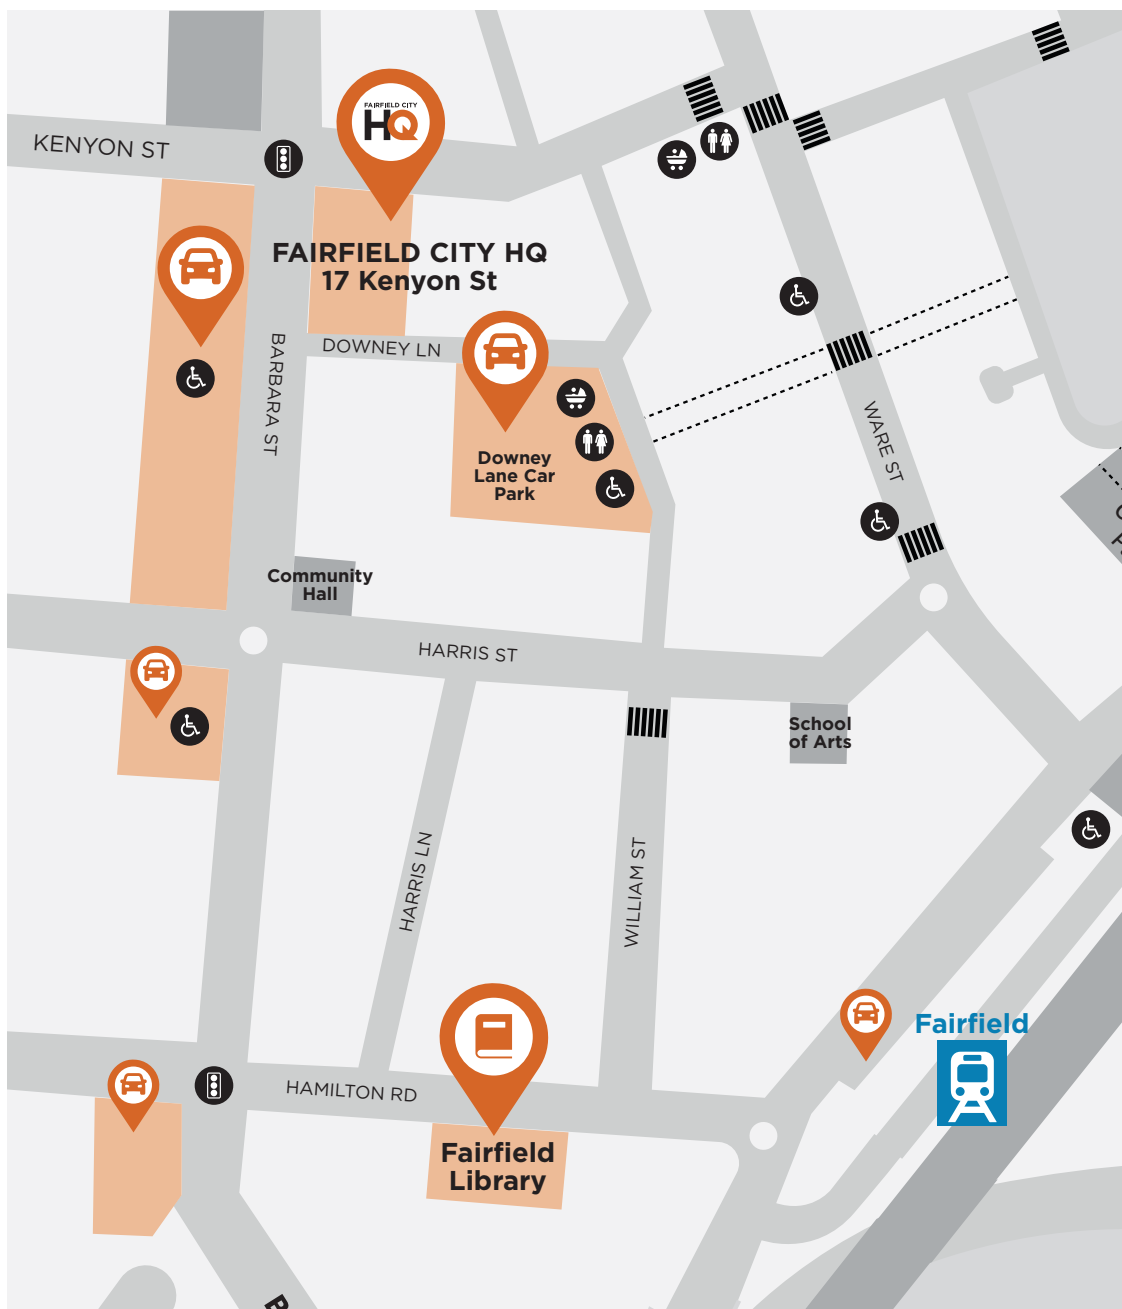 FAIRFIELD CITY
HQ
KENYON ST
FAIRFIELD CITY HQ
17 Kenyon St
DOWNEY LN
BARBARA ST
Downey
Lane Car
Park
WARE ST
Community
Hall
HARRIS ST
School
of Arts
HARRIS LN
WILLIAM ST
Fairfield
HAMILTON RD
Fairfield
Library